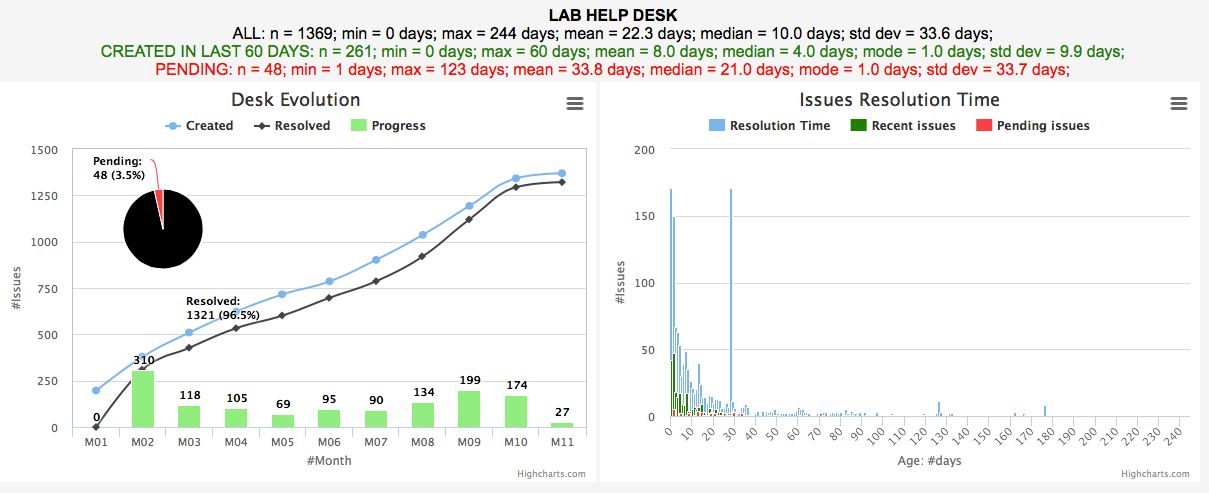 LAB HELP DESK
ALL: n = 1369; min = 0 days; max = 244 days; mean = 22.3 days; median = 10.0 days; std dev = 33.6 days;
CREATED IN LAST 60 DAYS: n = 261; min = 0 days; max = 60 days; mean = 8.0 days; median = 4.0 days; mode = 1.0 days; std dev = 9.9 days;
PENDING: n = 48; min = 1 days; max = 123 days; mean = 33.8 days; median = 21.0 days; mode = 1.0 days; std dev = 33.7 days;
Desk Evolution
Created Resolved Progress
#Issues
1500
1250
1000
750
500
250
0
Pending:
48 (3.5%)
Resolved:
1321 (96.5%)
0 310 118 105 69 95 90 134 199 174 27
M01 M02 M03 M04 M05 M06 M07 M08 M09 M10 M11
#Month
Highcharts.com
Issues Resolution Time
Resolution Time Recent issues Pending issues
#Issues
200
150
100
50
0
0 10 20 30 40 50 60 70 80 90 100 110 120 130 140 150 160 170 180 190 200 210 220 230 240
Age: #days
Highcharts.com